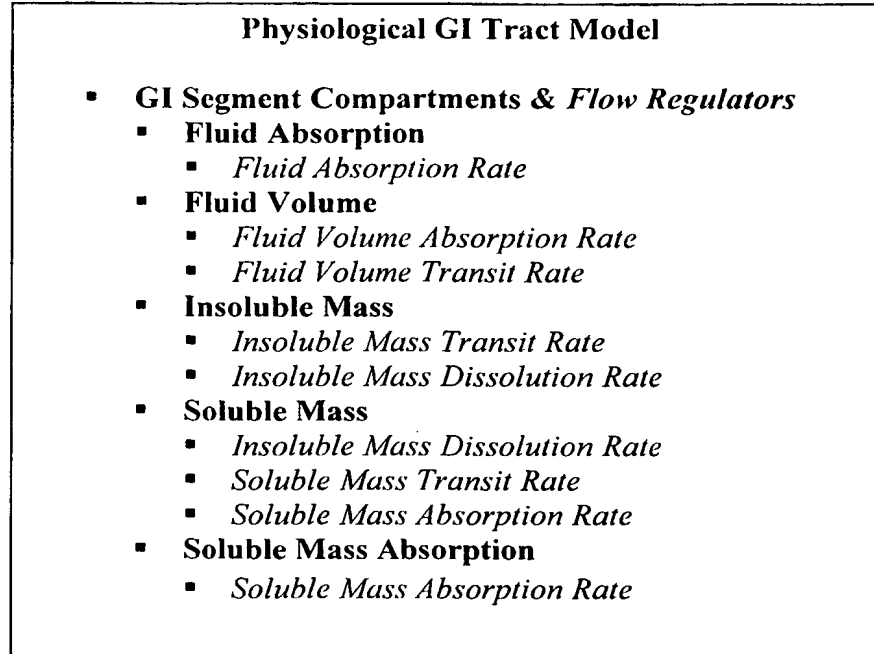 Physiological GI Tract Model
▪ GI Segment Compartments & Flow Regulators
▪ Fluid Absorption
▪ Fluid Absorption Rate
▪ Fluid Volume
▪ Fluid Volume Absorption Rate
▪ Fluid Volume Transit Rate
▪ Insoluble Mass
▪ Insoluble Mass Transit Rate
▪ Insoluble Mass Dissolution Rate
▪ Soluble Mass
▪ Insoluble Mass Dissolution Rate
▪ Soluble Mass Transit Rate
▪ Soluble Mass Absorption Rate
▪ Soluble Mass Absorption
▪ Soluble Mass Absorption Rate